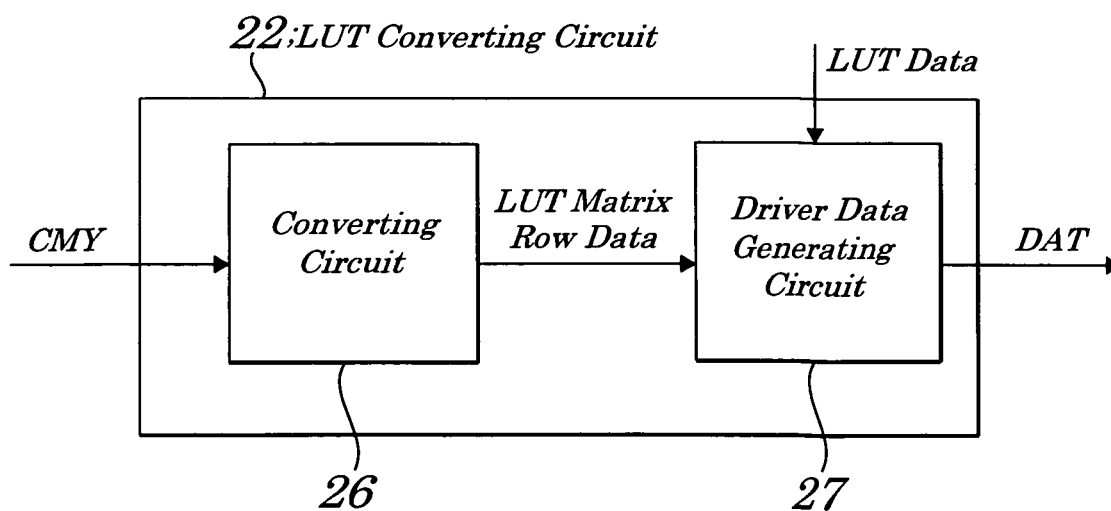 22;LUT Converting Circuit
LUT Data
CMY
Converting
Circuit
LUT Matrix
Row Data
Driver Data
Generating
Circuit
DAT
26
27